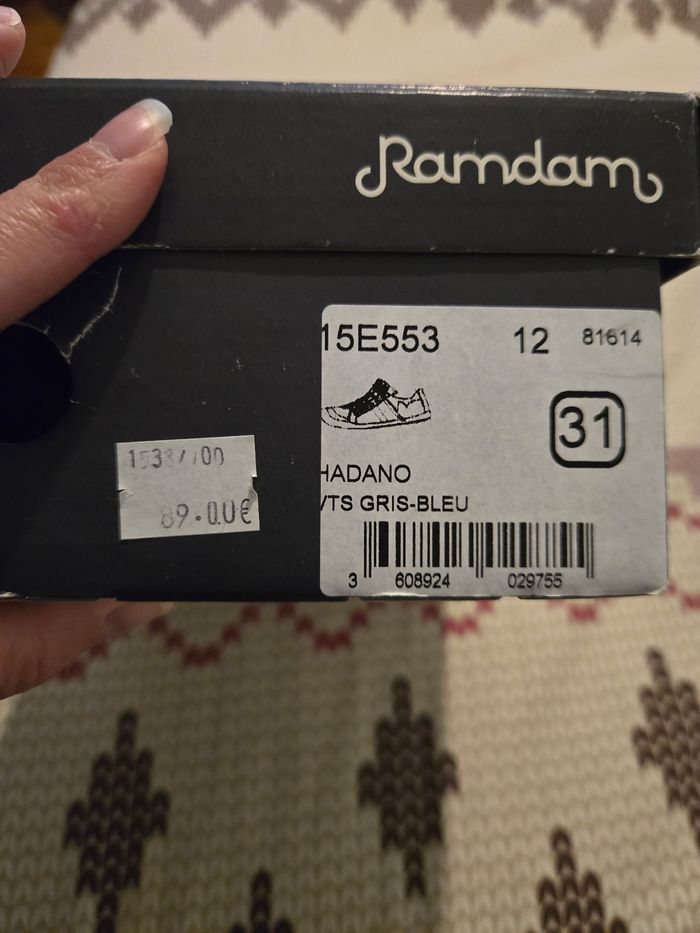 Ramdam
15E553 12 81614
31
HADANO
VTS GRIS-BLEU
3 608924 029755
89.00€